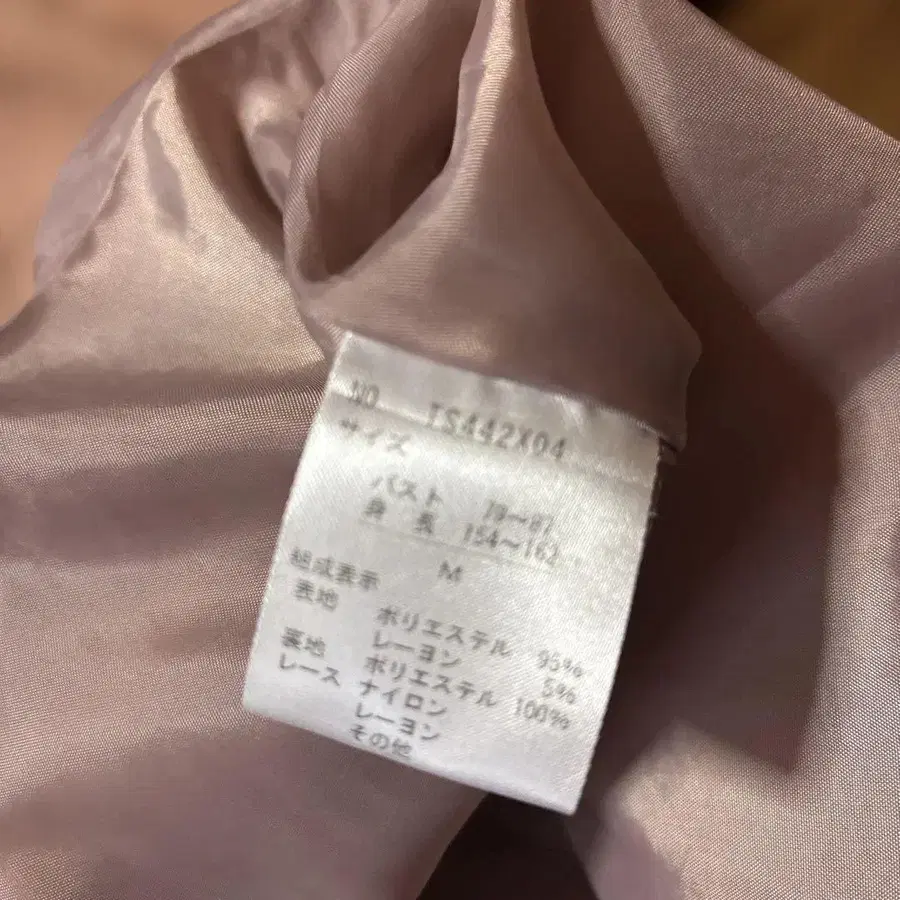 NO TS442X04
サイズ
バスト 79～87
身長 154～162
M
組成表示
表地 ポリエステル 95%
レーヨン 5%
裏地 ポリエステル 100%
レース ナイロン
レーヨン
その他